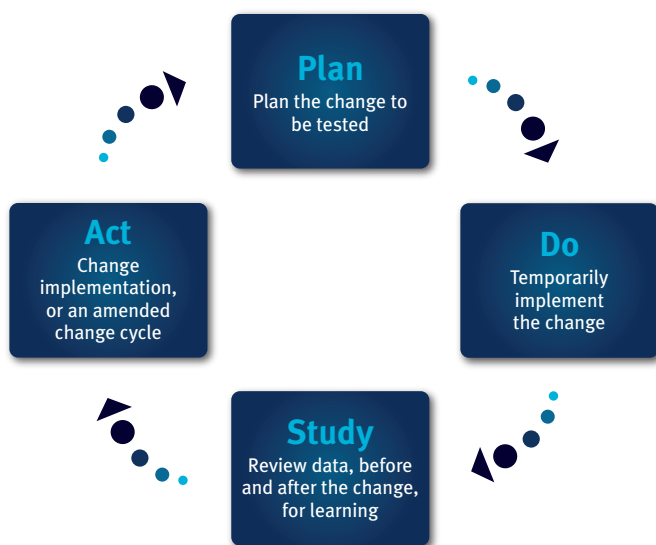 Plan
Plan the change to
be tested
Do
Temporarily
implement
the change
Study
Review data, before
and after the change,
for learning
Act
Change
implementation,
or an amended
change cycle